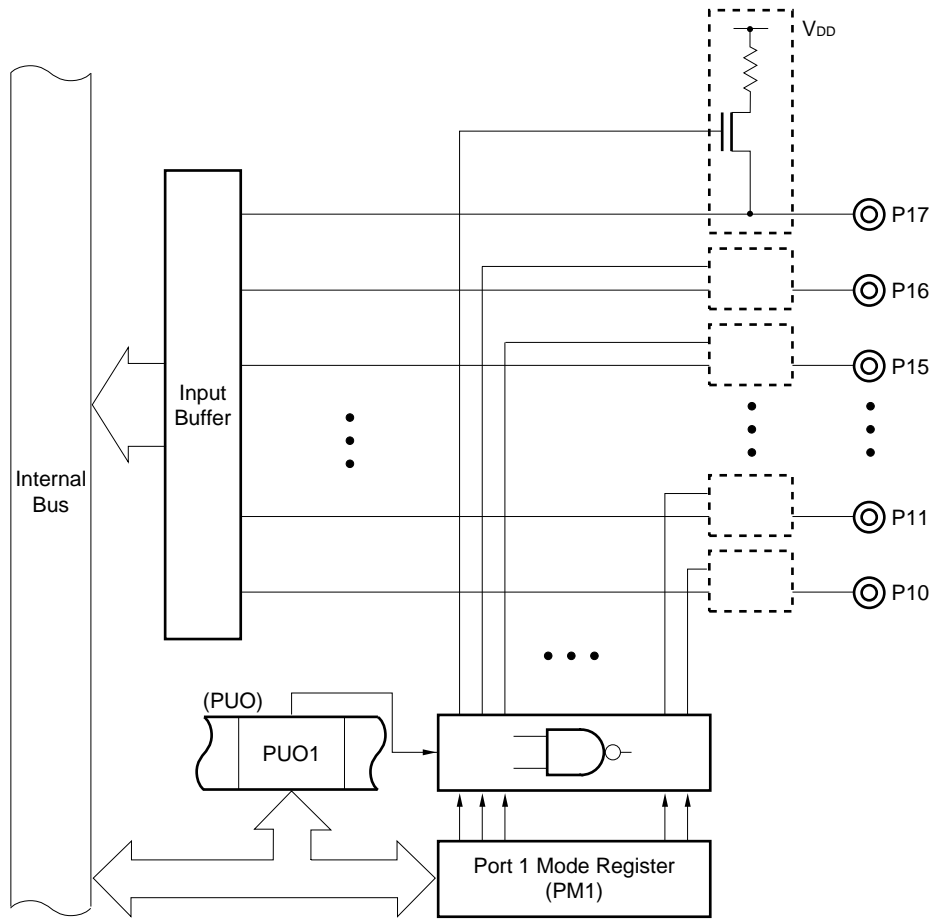 VDD
P17
P16
P15
Input
Buffer
Internal
Bus
P11
P10
(PUO)
PUO1
Port 1 Mode Register
(PM1)